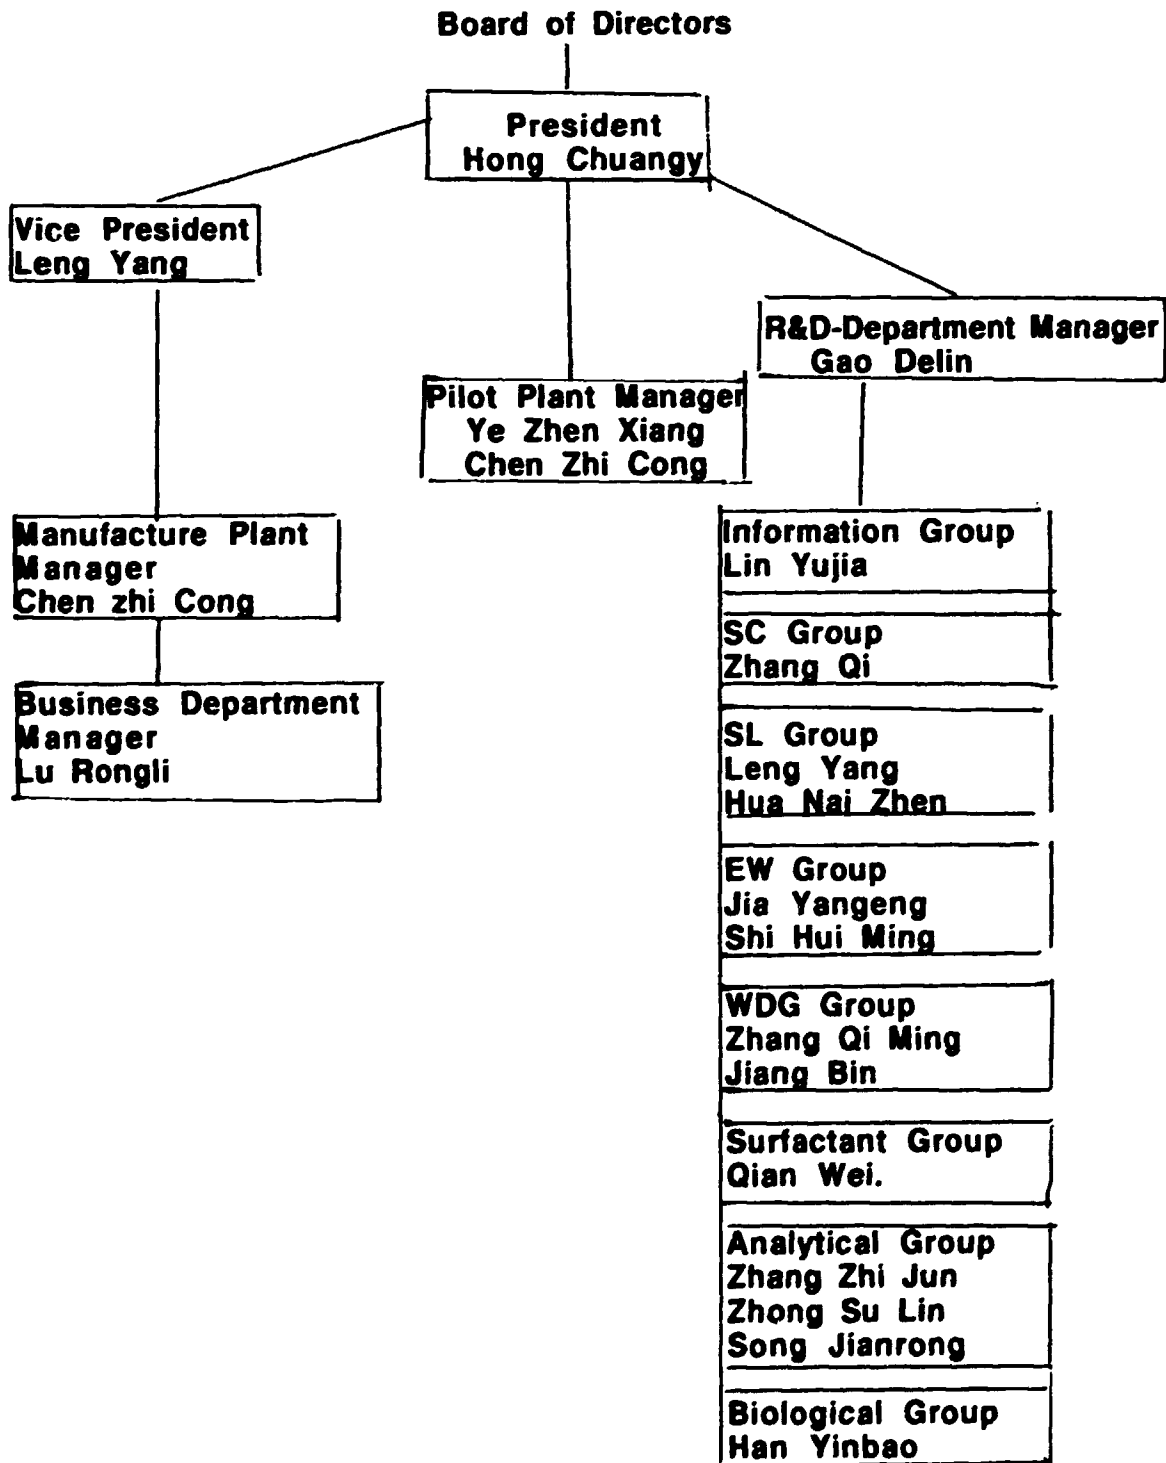 Board of Directors
President
Hong Chuangy
Vice President
Leng Yang
R&D-Department Manager
Gao Delin
Pilot Plant Manager
Ye Zhen Xiang
Chen Zhi Cong
Manufacture Plant
Manager
Chen zhi Cong
Business Department
Manager
Lu Rongli
Information Group
Lin Yujia
SC Group
Zhang Qi
SL Group
Leng Yang
Hua Nai Zhen
EW Group
Jia Yangeng
Shi Hui Ming
WDG Group
Zhang Qi Ming
Jiang Bin
Surfactant Group
Qian Wei.
Analytical Group
Zhang Zhi Jun
Zhong Su Lin
Song Jianrong
Biological Group
Han Yinbao